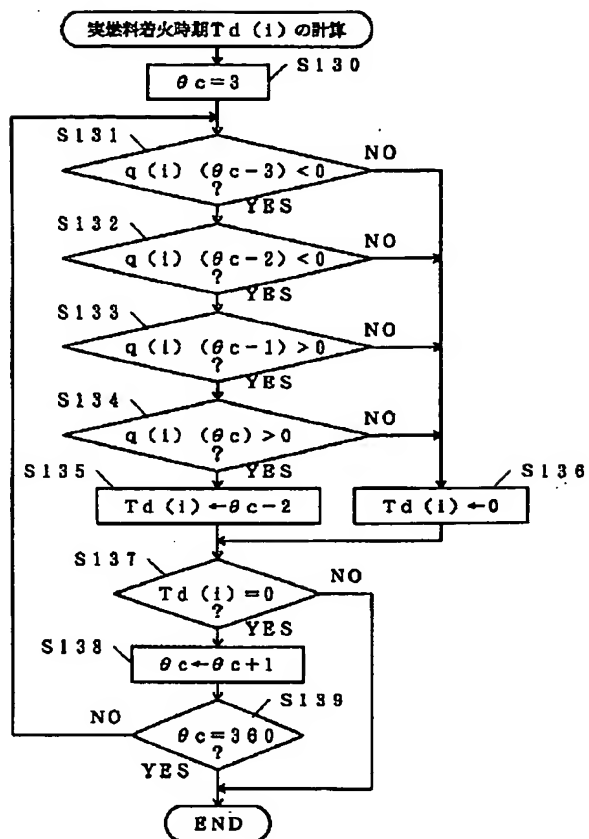 実燃料着火時期Td(i)の計算
S130
θc=3
S131
q(i)(θc-3)<0
?
NO
YES
S132
q(i)(θc-2)<0
?
NO
YES
S133
q(i)(θc-1)>0
?
NO
YES
S134
q(i)(θc)>0
?
NO
YES
S135
Td(i)←θc-2
S136
Td(i)←0
S137
Td(i)=0
?
NO
YES
S138
θc←θc+1
S139
θc=360
?
NO
YES
END